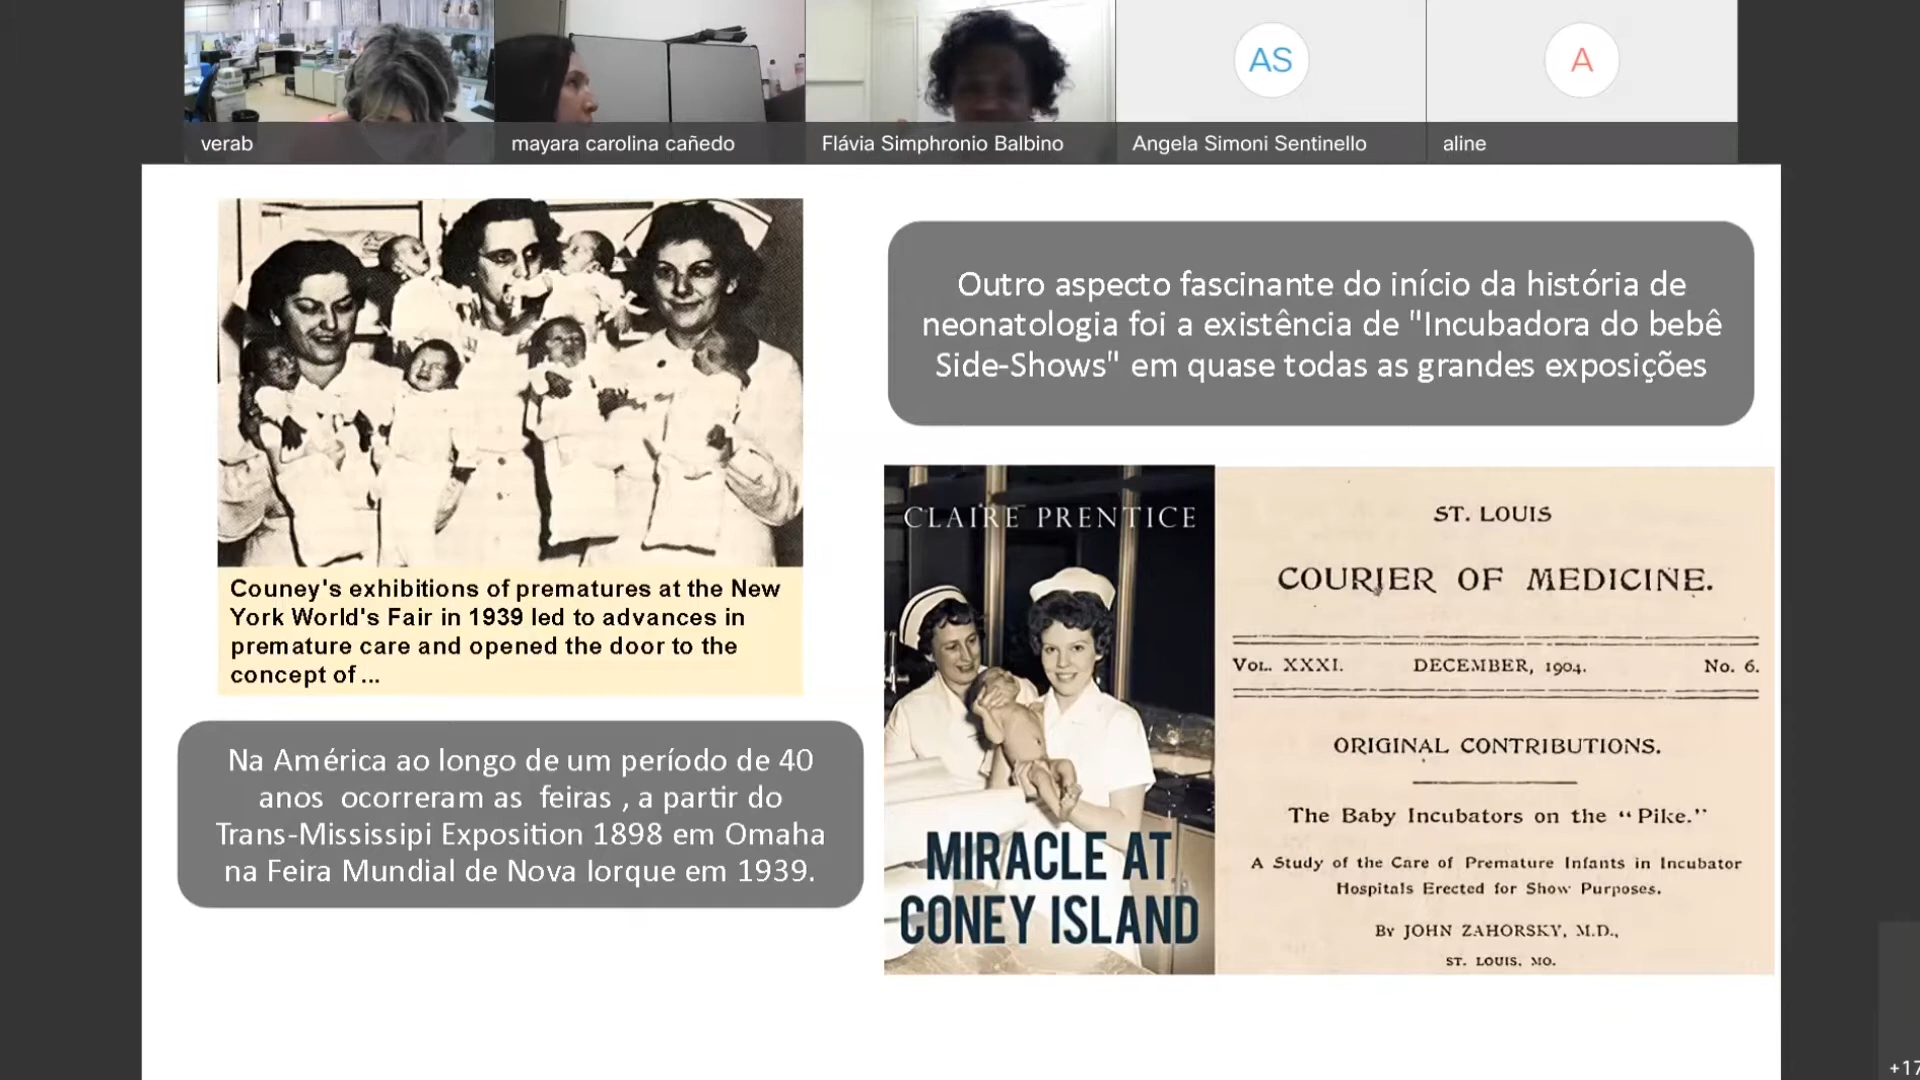 AS
A
verab
mayara carolina cañedo
Flávia Simphronio Balbino
Angela Simoni Sentinello
aline
Outro aspecto fascinante do início da história de
neonatologia foi a existência de "Incubadora do bebê
Side-Shows" em quase todas as grandes exposições
Couney's exhibitions of prematures at the New
York World's Fair in 1939 led to advances in
premature care and opened the door to the
concept of ...
Na América ao longo de um período de 40
anos ocorreram as feiras , a partir do
Trans-Mississipi Exposition 1898 em Omaha
na Feira Mundial de Nova Iorque em 1939.
CLAIRE PRENTICE
MIRACLE AT
CONEY ISLAND
ST. LOUIS
COURIER OF MEDICINE.
VOL. XXXI. DECEMBER, 1904. No. 6.
ORIGINAL CONTRIBUTIONS.
The Baby Incubators on the "Pike."
A Study of the Care of Premature Infants in Incubator
Hospitals Erected for Show Purposes.
By JOHN ZAHORSKY, M.D.,
ST. LOUIS, MO.
+17